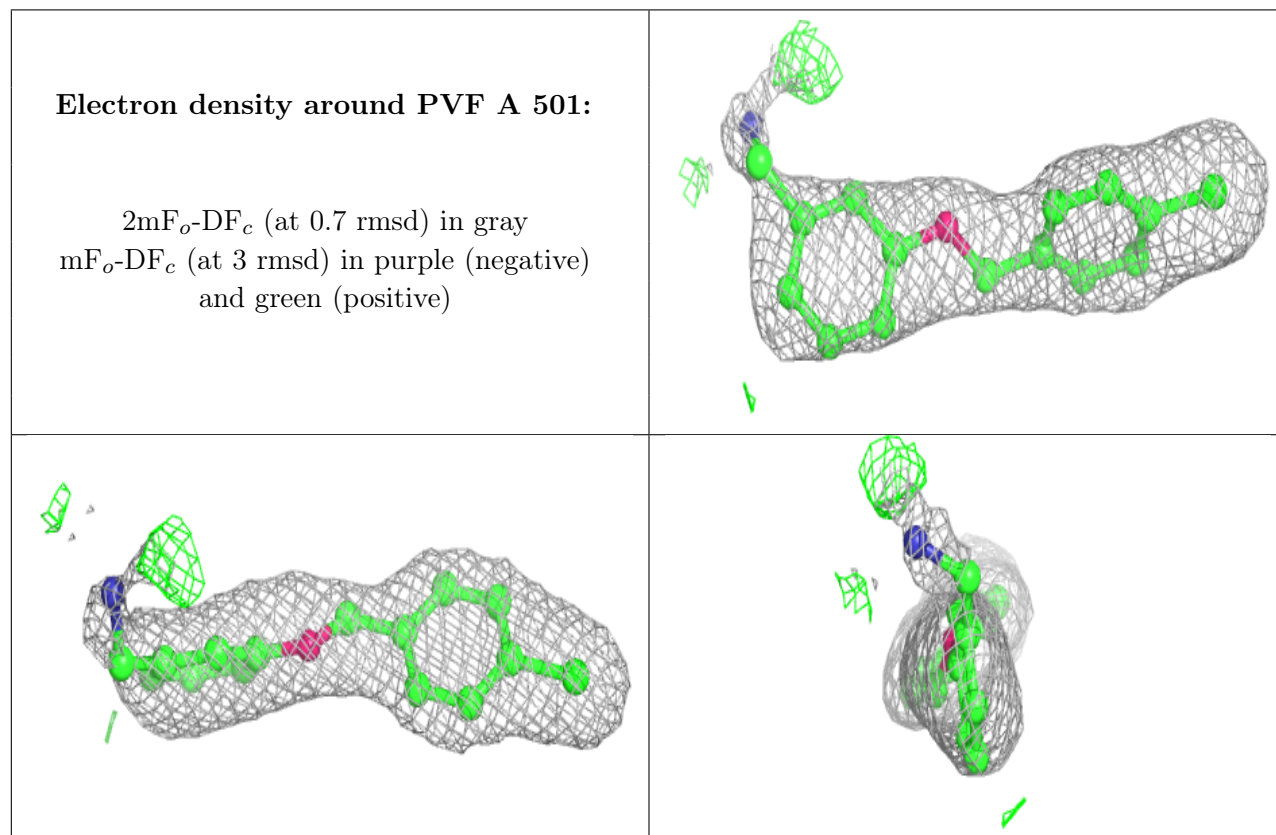 Electron density around PVF A 501:
2mFo-DFc (at 0.7 rmsd) in gray
mFo-DFc (at 3 rmsd) in purple (negative)
and green (positive)